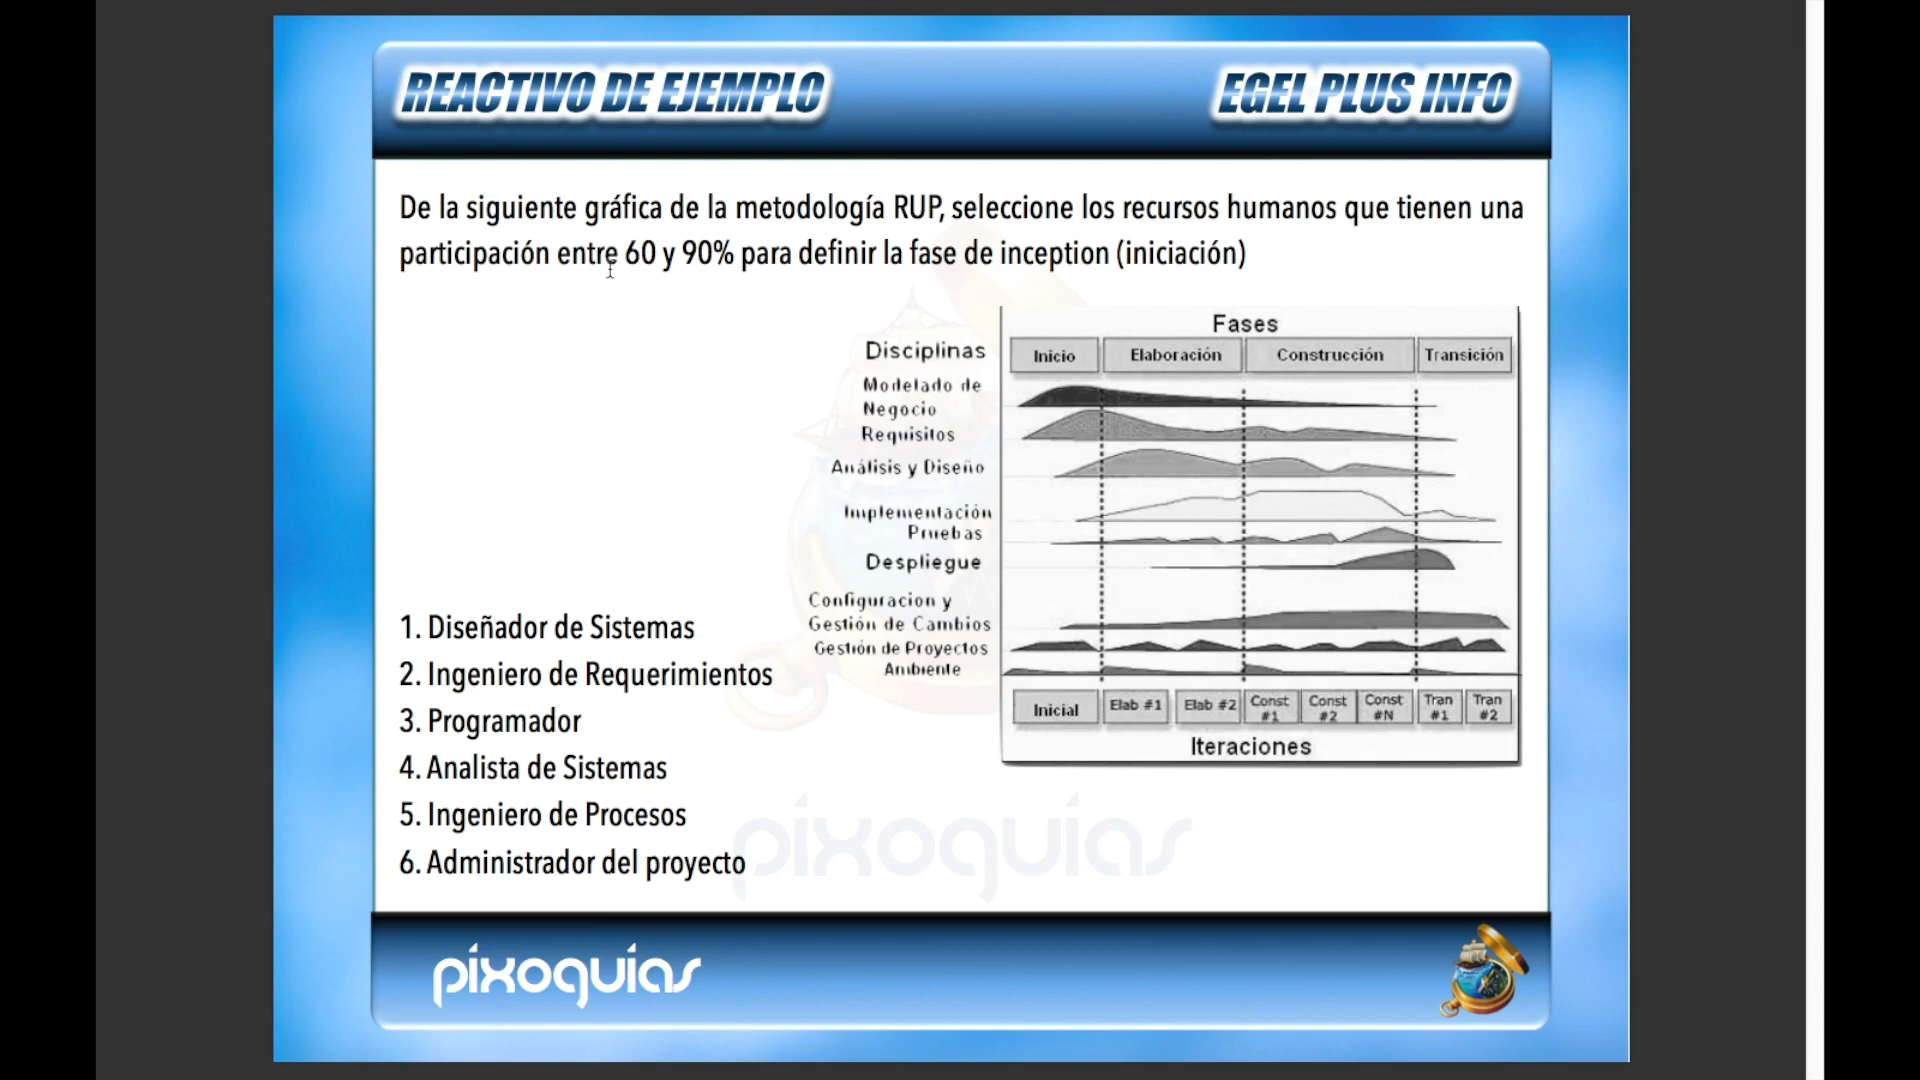 REACTIVO DE EJEMPLO
EGEL PLUS INFO
De la siguiente gráfica de la metodología RUP, seleccione los recursos humanos que tienen una
participación entre 60 y 90% para definir la fase de inception (iniciación)
Fases
Disciplinas
Inicio
Elaboración
Construcción
Transición
Modelado de
Negocio
Requisitos
Análisis y Diseño
Implementación
Pruebas
Despliegue
Configuracion y
Gestión de Cambios
Gestión de Proyectos
Ambiente
Inicial
Elab #1
Elab #2
Const
#1
Const
#2
Const
#N
Tran
#1
Tran
#2
Iteraciones
1. Diseñador de Sistemas
2. Ingeniero de Requerimientos
3. Programador
4. Analista de Sistemas
5. Ingeniero de Procesos
6. Administrador del proyecto
pixoguías
pixoguías